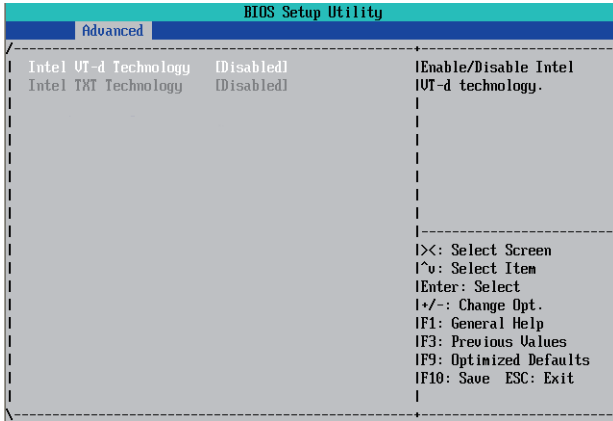 BIOS Setup Utility
Advanced
Intel VT-d Technology [Disabled]
Intel TXT Technology [Disabled]
Enable/Disable Intel
VT-d technology.
><: Select Screen
^v: Select Item
Enter: Select
+/-: Change Opt.
F1: General Help
F3: Previous Values
F9: Optimized Defaults
F10: Save ESC: Exit